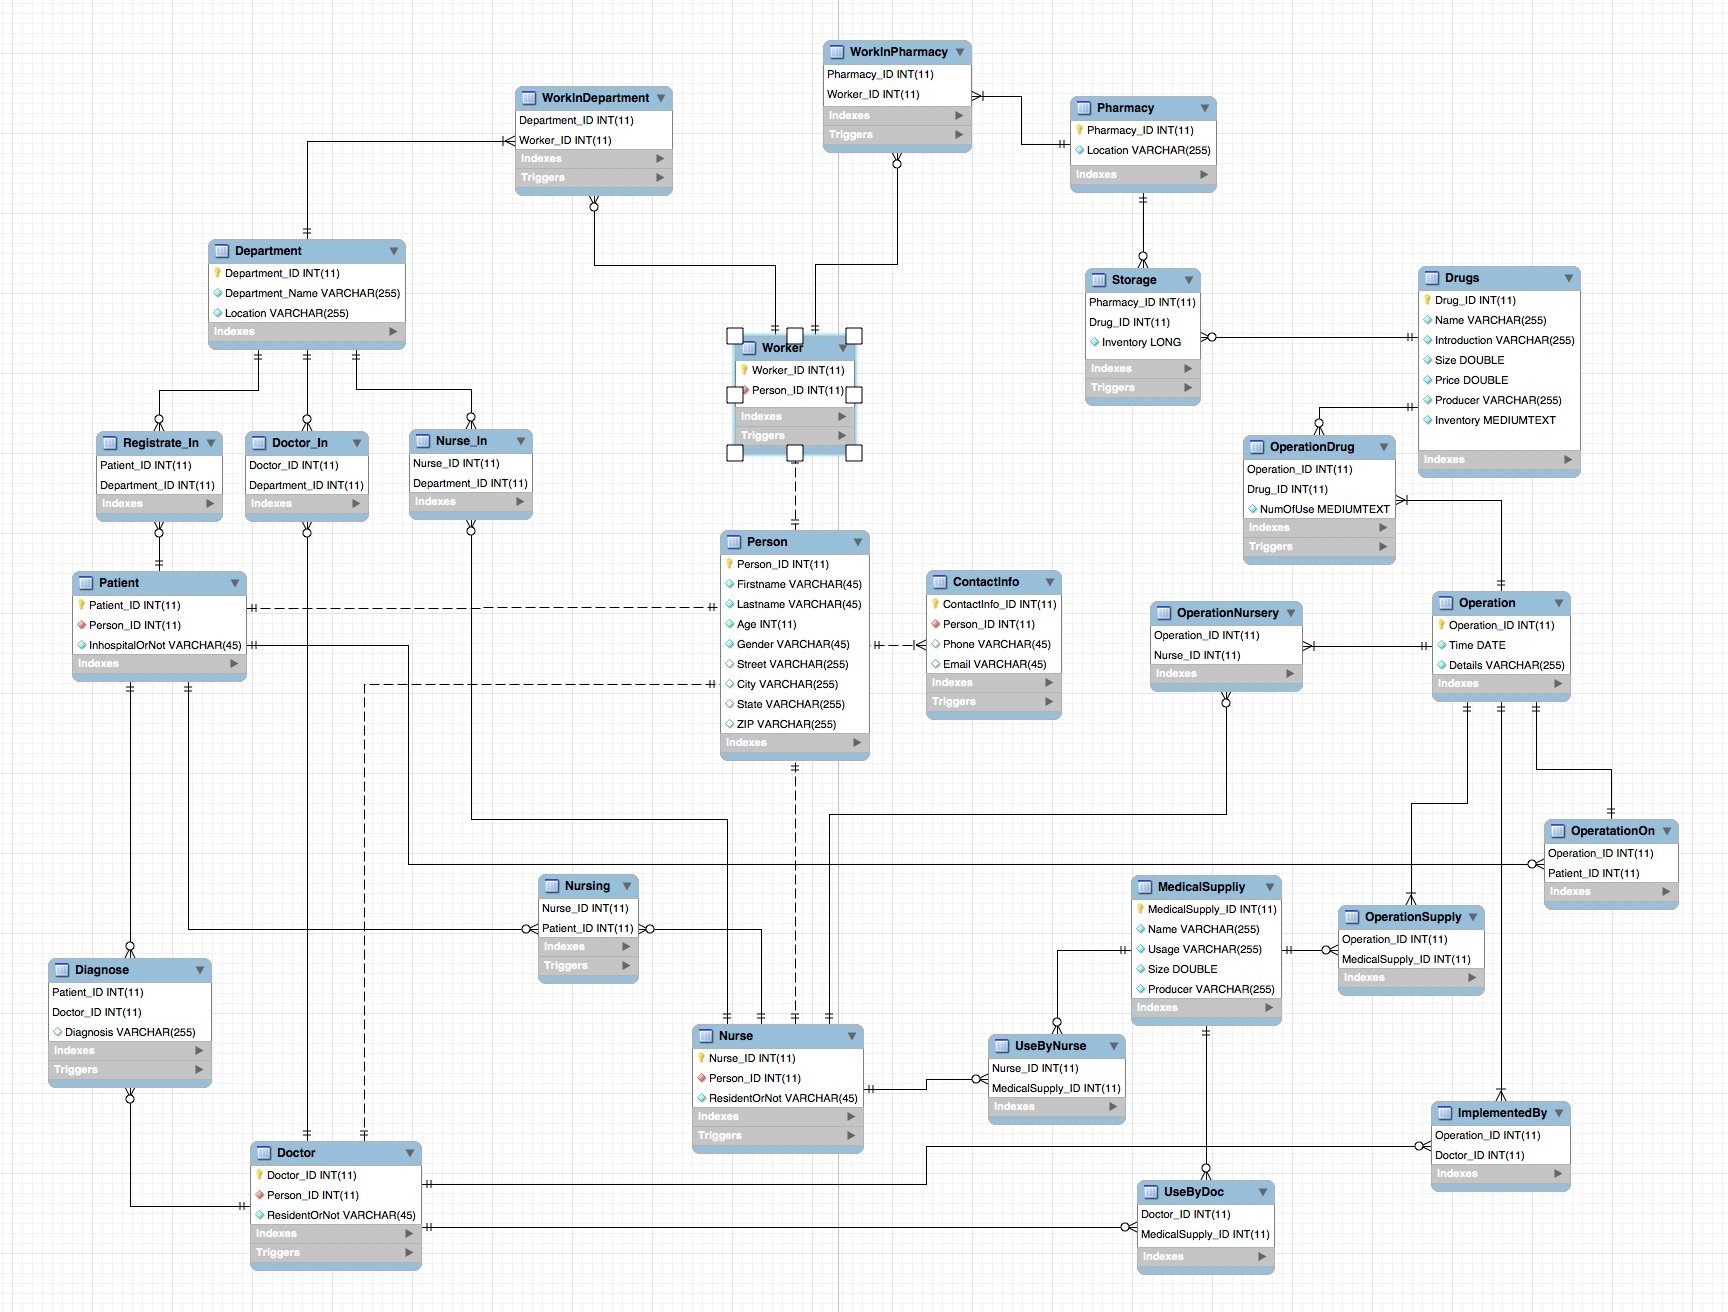 WorkInPharmacy
Pharmacy_ID INT(11)
Worker_ID INT(11)
Indexes
Triggers
WorkInDepartment
Department_ID INT(11)
Worker_ID INT(11)
Indexes
Triggers
Pharmacy
Pharmacy_ID INT(11)
Location VARCHAR(255)
Indexes
Department
Department_ID INT(11)
Department_Name VARCHAR(255)
Location VARCHAR(255)
Indexes
Storage
Pharmacy_ID INT(11)
Drug_ID INT(11)
Inventory LONG
Indexes
Triggers
Drugs
Drug_ID INT(11)
Name VARCHAR(255)
Introduction VARCHAR(255)
Size DOUBLE
Price DOUBLE
Producer VARCHAR(255)
Inventory MEDIUMTEXT
Indexes
Worker
Worker_ID INT(11)
Person_ID INT(11)
Indexes
Triggers
Registrate_In
Patient_ID INT(11)
Department_ID INT(11)
Indexes
Doctor_In
Doctor_ID INT(11)
Department_ID INT(11)
Indexes
Nurse_In
Nurse_ID INT(11)
Department_ID INT(11)
Indexes
OperationDrug
Operation_ID INT(11)
Drug_ID INT(11)
NumOfUse MEDIUMTEXT
Indexes
Triggers
Person
Person_ID INT(11)
Firstname VARCHAR(45)
Lastname VARCHAR(45)
Age INT(11)
Gender VARCHAR(45)
Street VARCHAR(255)
City VARCHAR(255)
State VARCHAR(255)
ZIP VARCHAR(255)
Indexes
Patient
Patient_ID INT(11)
Person_ID INT(11)
InhospitalOrNot VARCHAR(45)
Indexes
ContactInfo
ContactInfo_ID INT(11)
Person_ID INT(11)
Phone VARCHAR(45)
Email VARCHAR(45)
Indexes
Triggers
OperationNursery
Operation_ID INT(11)
Nurse_ID INT(11)
Indexes
Operation
Operation_ID INT(11)
Time DATE
Details VARCHAR(255)
Indexes
OperatationOn
Operation_ID INT(11)
Patient_ID INT(11)
Indexes
Nursing
Nurse_ID INT(11)
Patient_ID INT(11)
Indexes
Triggers
MedicalSuppliy
MedicalSupply_ID INT(11)
Name VARCHAR(255)
Usage VARCHAR(255)
Size DOUBLE
Producer VARCHAR(255)
Indexes
OperationSupply
Operation_ID INT(11)
MedicalSupply_ID INT(11)
Indexes
Diagnose
Patient_ID INT(11)
Doctor_ID INT(11)
Diagnosis VARCHAR(255)
Indexes
Triggers
Nurse
Nurse_ID INT(11)
Person_ID INT(11)
ResidentOrNot VARCHAR(45)
Indexes
Triggers
UseByNurse
Nurse_ID INT(11)
MedicalSupply_ID INT(11)
Indexes
ImplementedBy
Operation_ID INT(11)
Doctor_ID INT(11)
Indexes
Doctor
Doctor_ID INT(11)
Person_ID INT(11)
ResidentOrNot VARCHAR(45)
Indexes
Triggers
UseByDoc
Doctor_ID INT(11)
MedicalSupply_ID INT(11)
Indexes